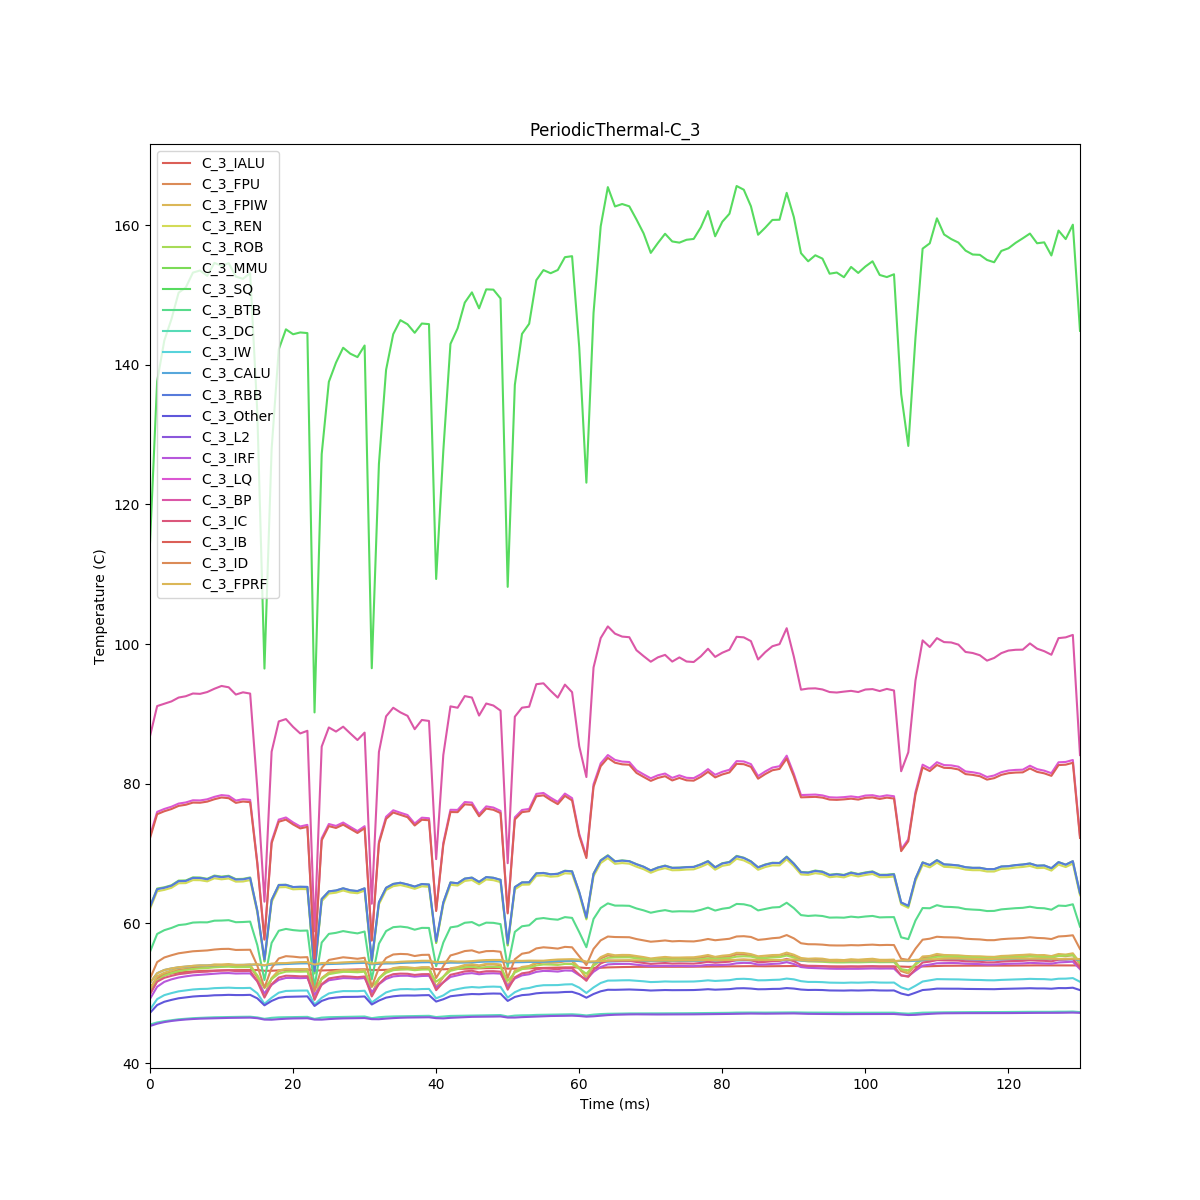 PeriodicThermal-C_3
C_3_IALU
C_3_FPU
C_3_FPIW
C_3_REN
C_3_ROB
C_3_MMU
C_3_SQ
C_3_BTB
C_3_DC
C_3_IW
C_3_CALU
C_3_RBB
C_3_Other
C_3_L2
C_3_IRF
C_3_LQ
C_3_BP
C_3_IC
C_3_IB
C_3_ID
C_3_FPRF
Temperature (C)
160
140
120
100
80
60
40
0 20 40 60 80 100 120
Time (ms)